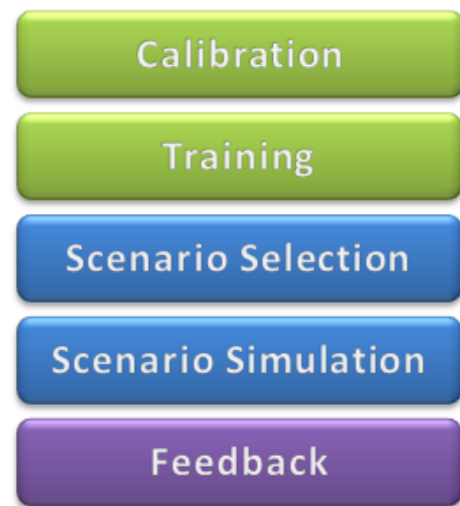 Calibration
Training
Scenario Selection
Scenario Simulation
Feedback